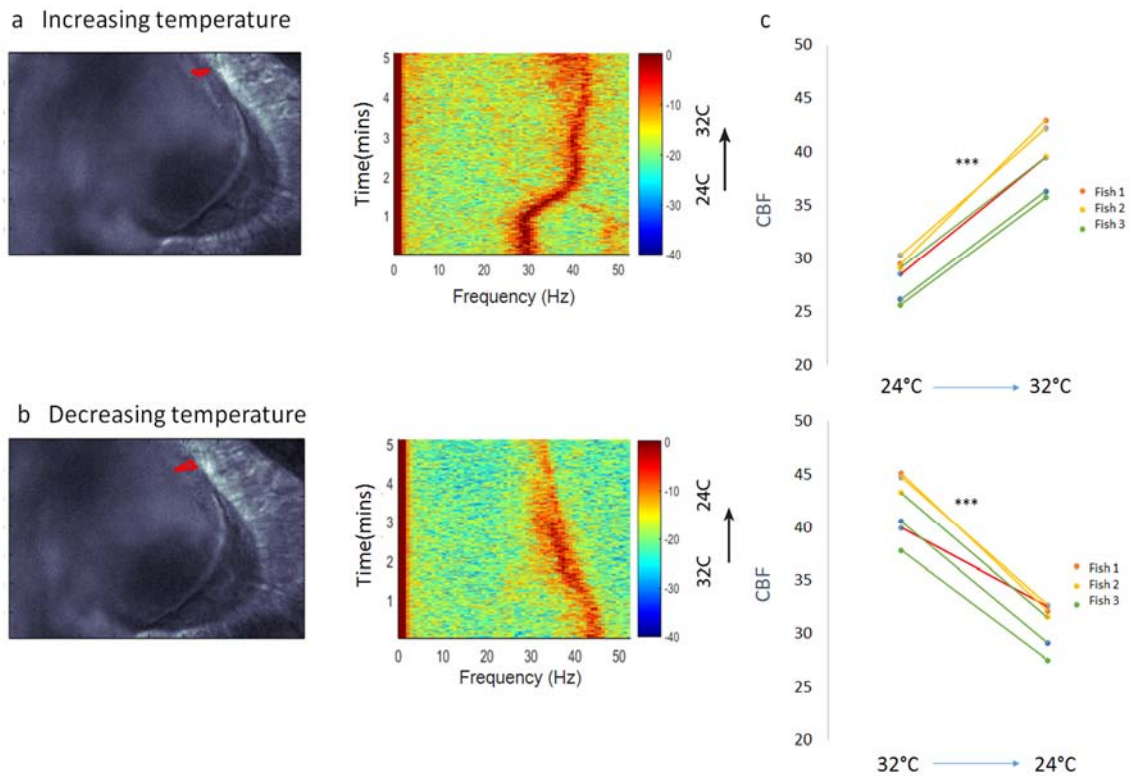 a Increasing temperature
Time(mins)
5
4
3
2
1
0 10 20 30 40 50
Frequency (Hz)
0
-10
-20
-30
-40
24C 32C
c
50
45
40
35
30
25
20
CBF
***
Fish 1
Fish 2
Fish 3
24°C 32°C
b Decreasing temperature
Time(mins)
5
4
3
2
1
0 10 20 30 40 50
Frequency (Hz)
0
-10
-20
-30
-40
32C 24C
50
45
40
35
30
25
20
CBF
***
Fish 1
Fish 2
Fish 3
32°C 24°C